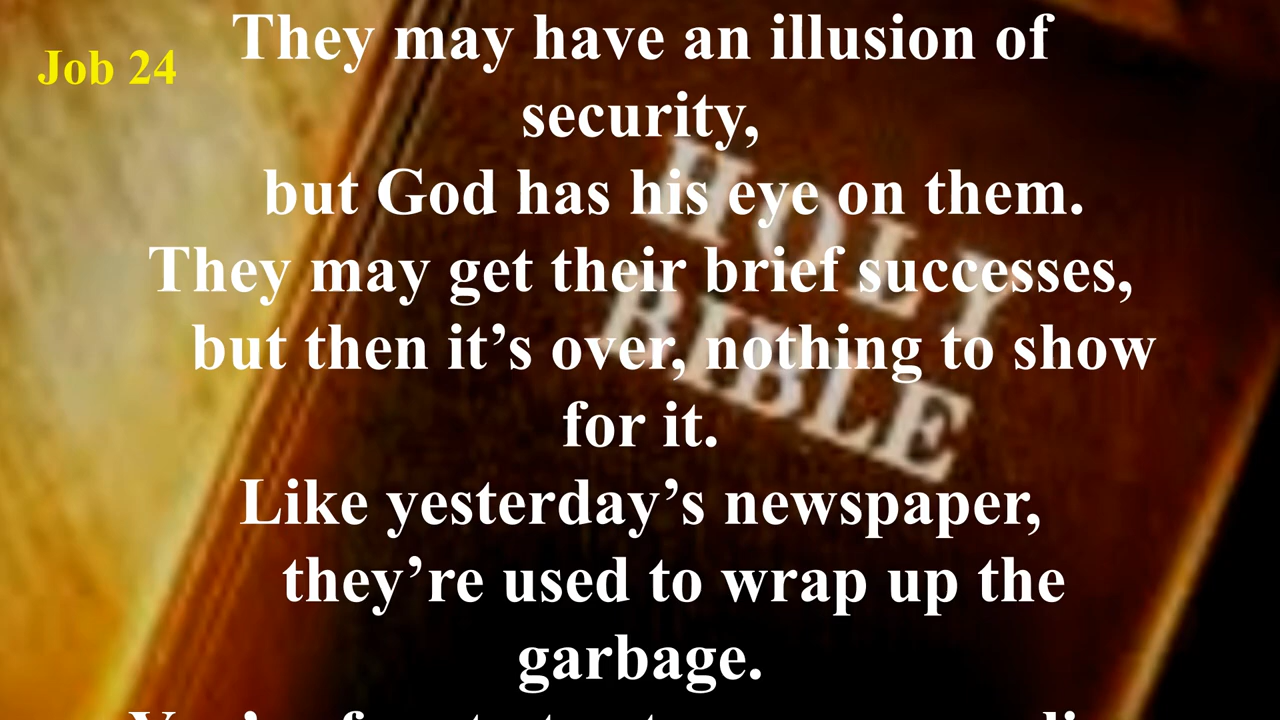 Job 24
They may have an illusion of
security,
but God has his eye on them.
They may get their brief successes,
but then it’s over, nothing to show
for it.
Like yesterday’s newspaper,
they’re used to wrap up the
garbage.
HOLY
BIBLE